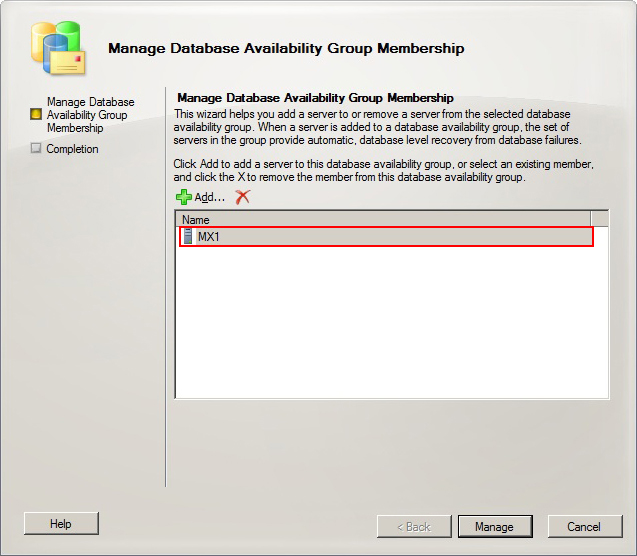 Manage Database Availability Group Membership
Manage Database
Availability Group
Membership
Completion
Manage Database Availability Group Membership
This wizard helps you add a server to or remove a server from the selected database
availability group. When a server is added to a database availability group, the set of
servers in the group provide automatic, database level recovery from database failures.
Click Add to add a server to this database availability group, or select an existing member,
and click the X to remove the member from this database availability group.
Add...
Name
MX1
Help
< Back
Manage
Cancel